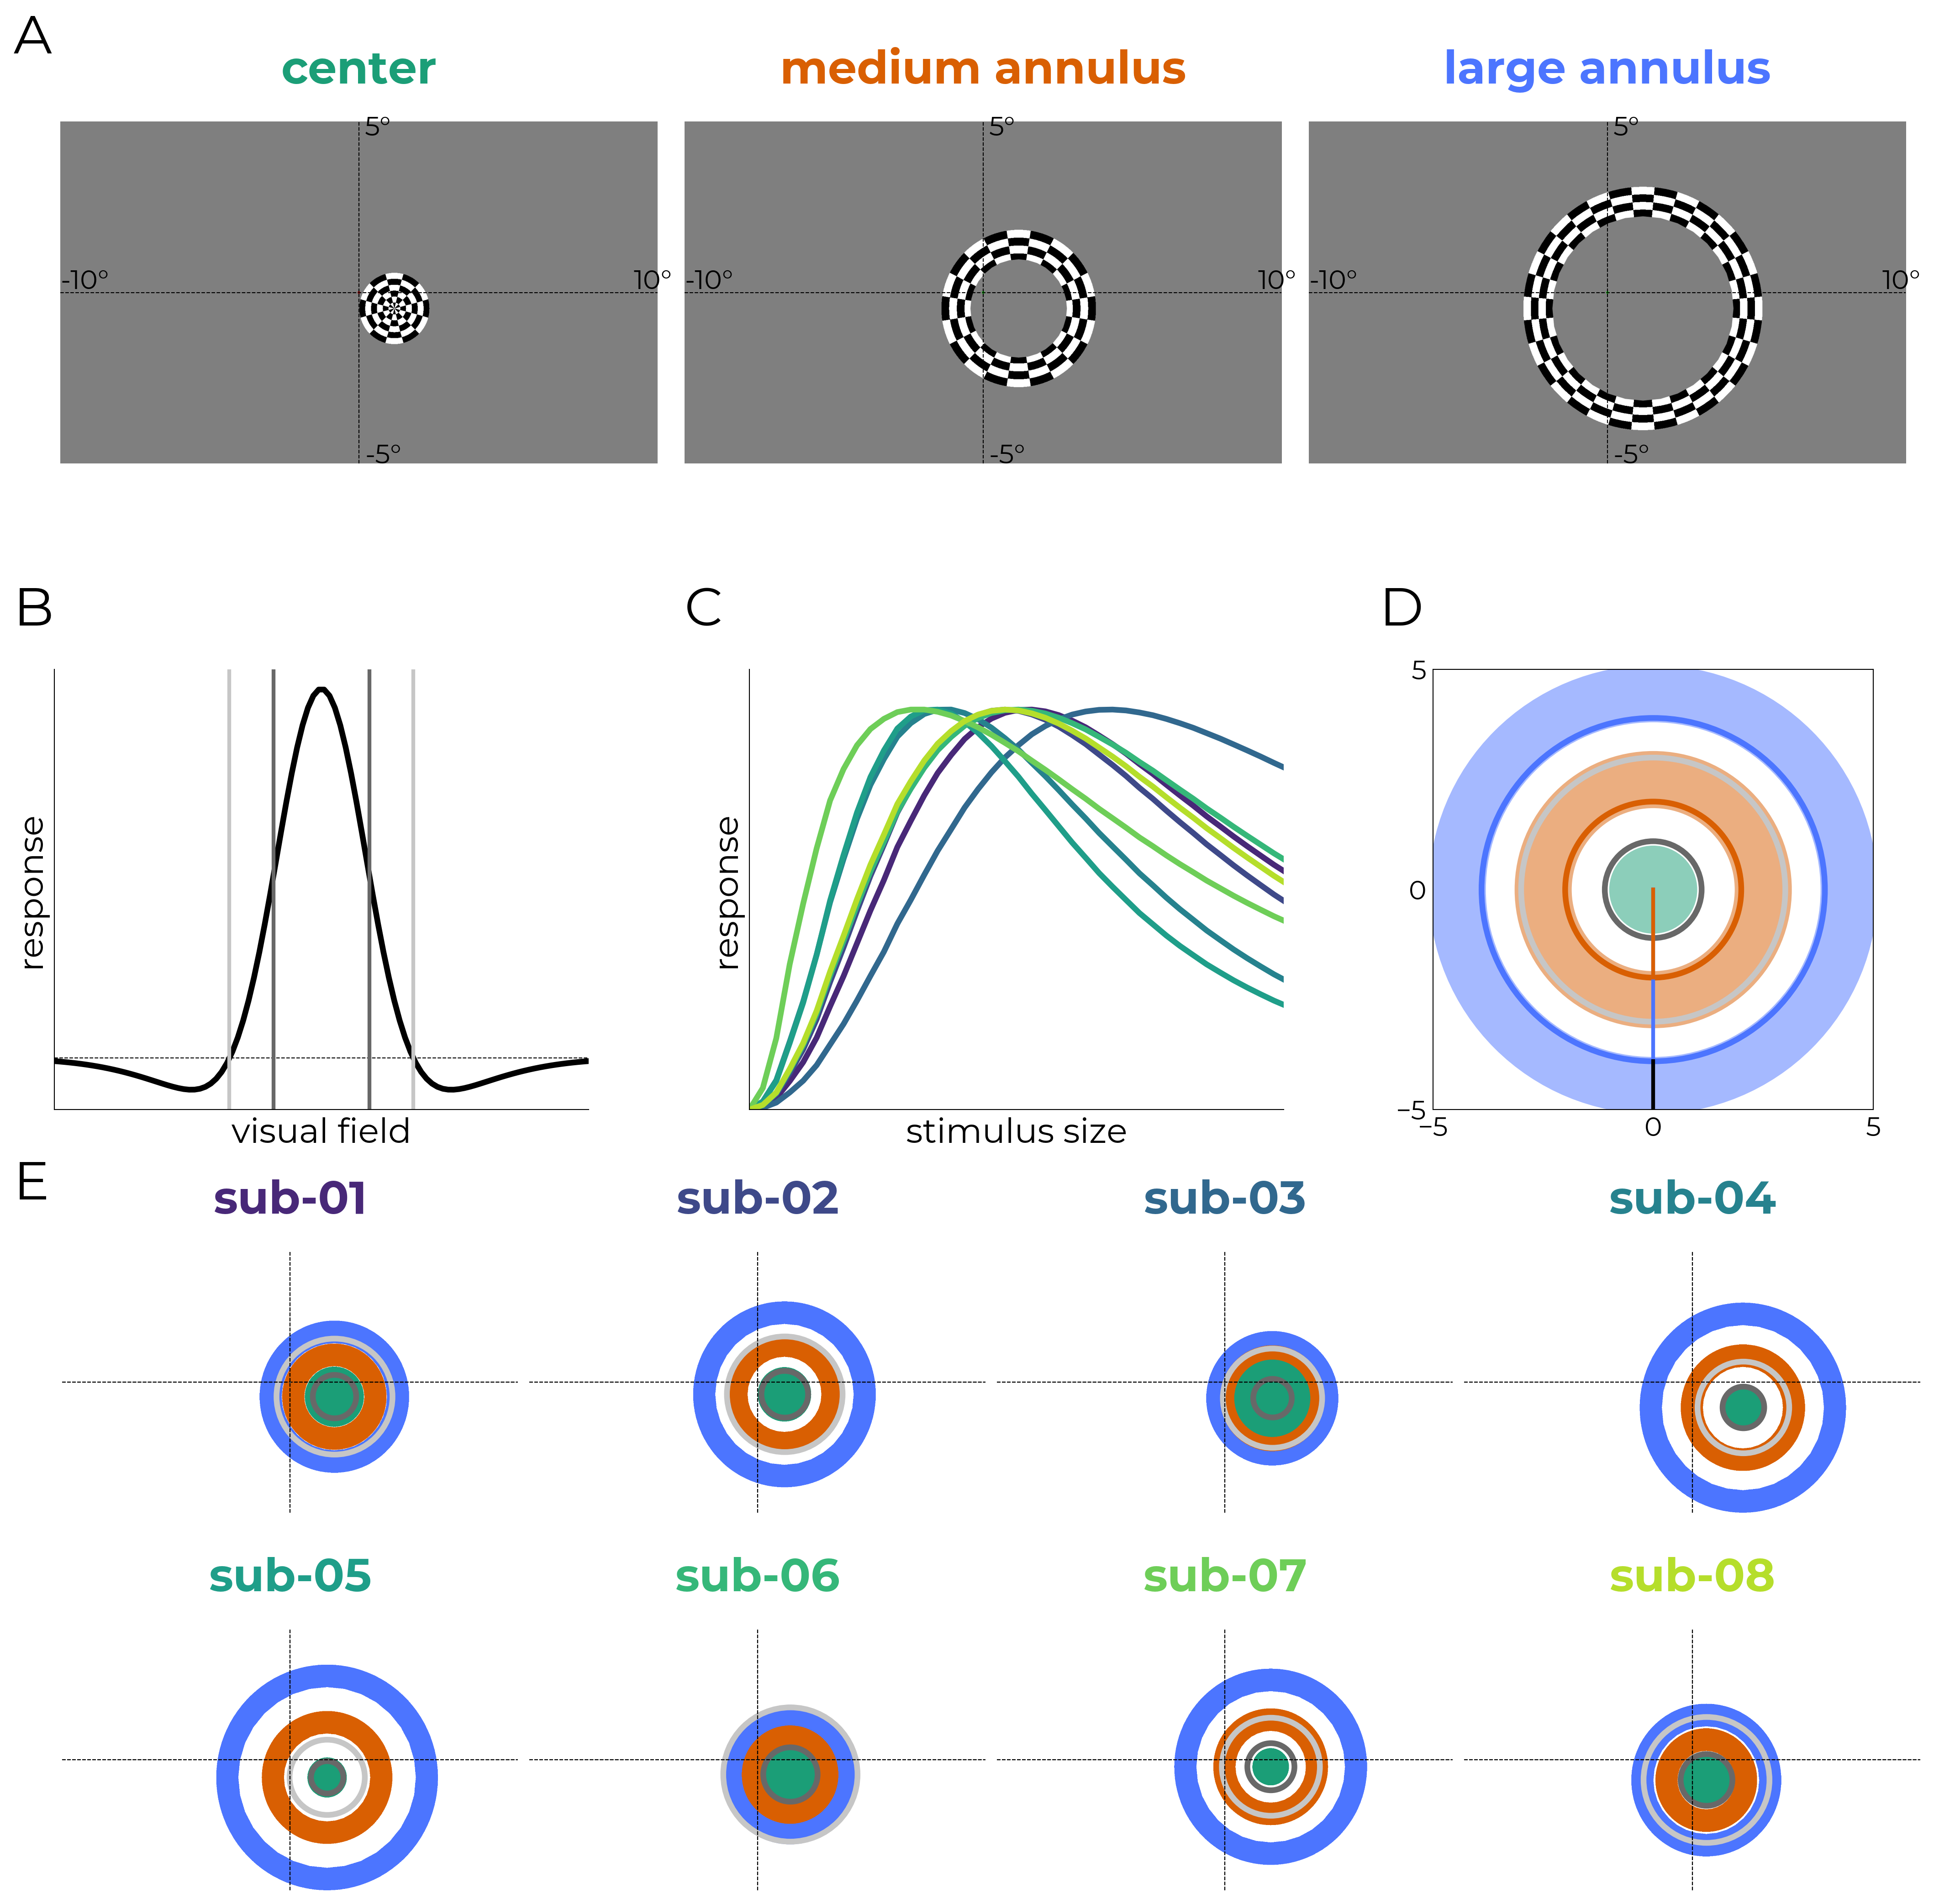 A
center
medium annulus
large annulus
5°
5°
5°
-10°
10°
-10°
10°
-10°
10°
-5°
-5°
-5°
B
C
D
response
visual field
response
stimulus size
5
0
−5
−5
0
5
E
sub-01
sub-02
sub-03
sub-04
sub-05
sub-06
sub-07
sub-08